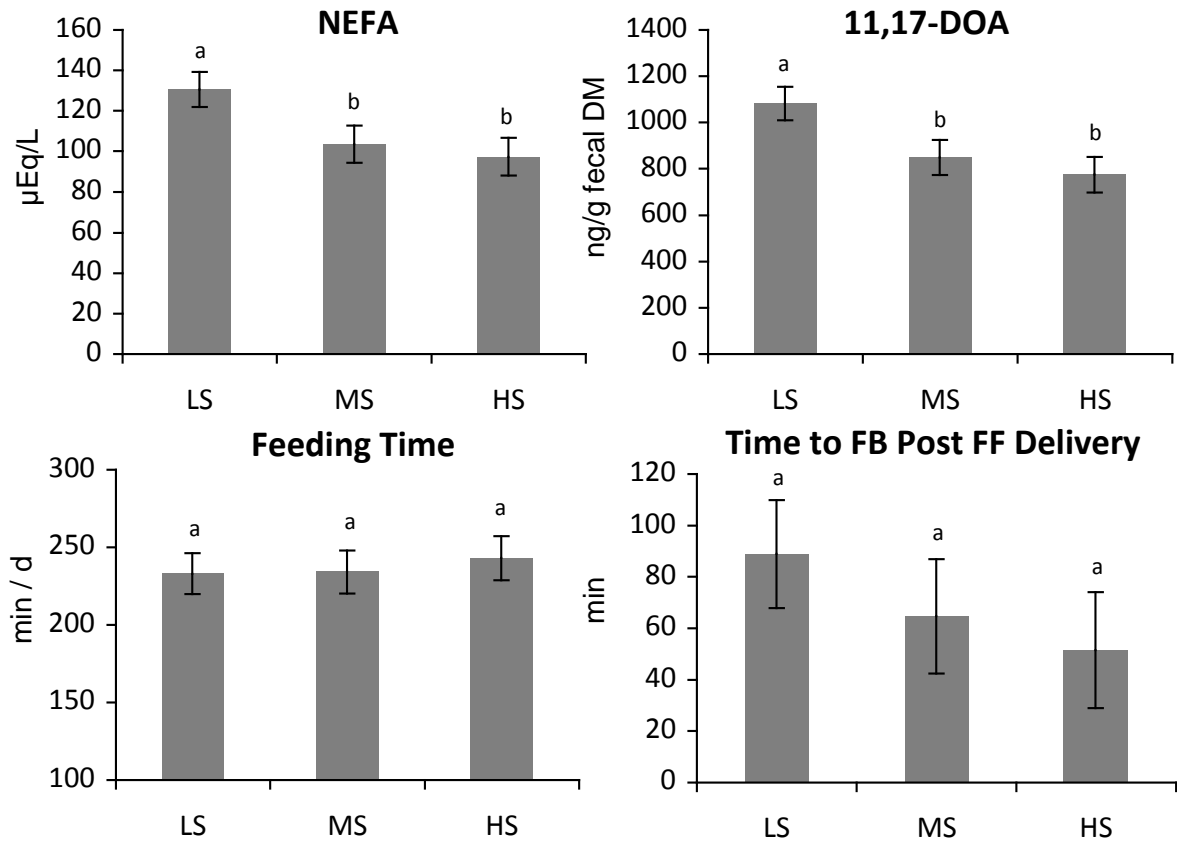 NEFA
160
140
120
100
80
60
40
20
0
µEq/L
a
b
b
LS MS HS
11,17-DOA
1400
1200
1000
800
600
400
200
0
ng/g fecal DM
a
b
b
LS MS HS
Feeding Time
300
250
200
150
100
min / d
a
a
a
LS MS HS
Time to FB Post FF Delivery
120
100
80
60
40
20
0
min
a
a
a
LS MS HS